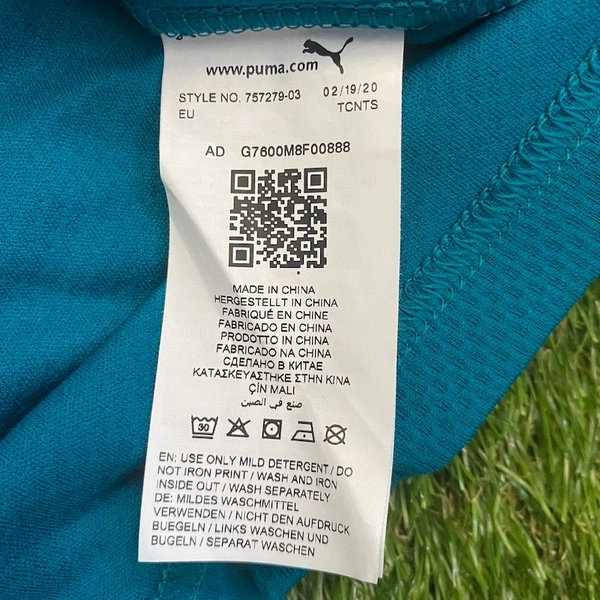 www.puma.com
STYLE NO. 757279-03 02/19/20
EU TCNTS
AD G7600M8F00888
MADE IN CHINA
HERGESTELLT IN CHINA
FABRIQUÉ EN CHINE
FABRICADO EN CHINA
PRODOTTO IN CHINA
FABRICADO NA CHINA
СДЕЛАНО В КИТАЕ
ΚΑΤΑΣΚΕΥΑΣΤΗΚΕ ΣΤΗΝ ΚΙΝΑ
ÇİN MALI
صنع في الصين
30
EN: USE ONLY MILD DETERGENT / DO
NOT IRON PRINT / WASH AND IRON
INSIDE OUT / WASH SEPARATELY
DE: MILDES WASCHMITTEL
VERWENDEN / NICHT DEN AUFDRUCK
BUEGELN / LINKS WASCHEN UND
BUGELN / SEPARAT WASCHEN